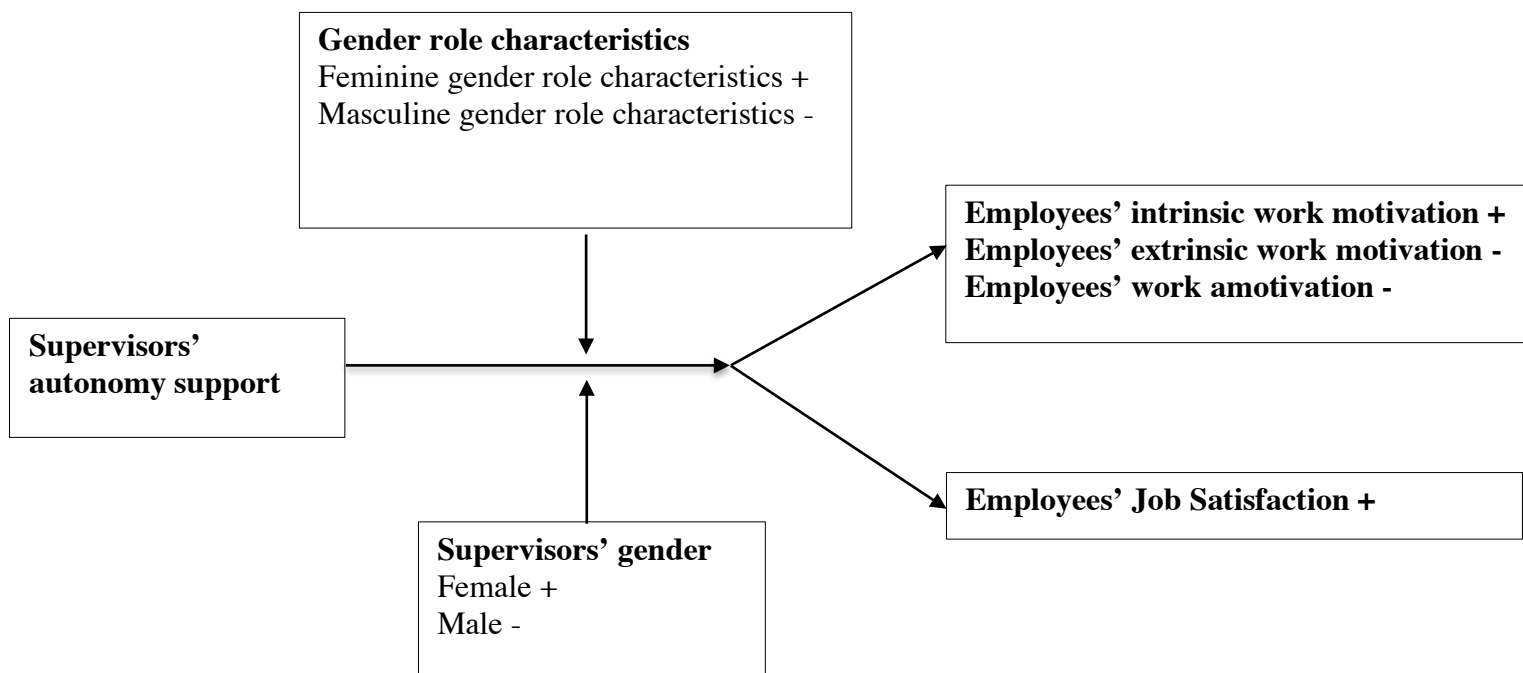 Gender role characteristics
Feminine gender role characteristics +
Masculine gender role characteristics -
Employees’ intrinsic work motivation +
Employees’ extrinsic work motivation -
Employees’ work amotivation -
Supervisors’
autonomy support
Employees’ Job Satisfaction +
Supervisors’ gender
Female +
Male -